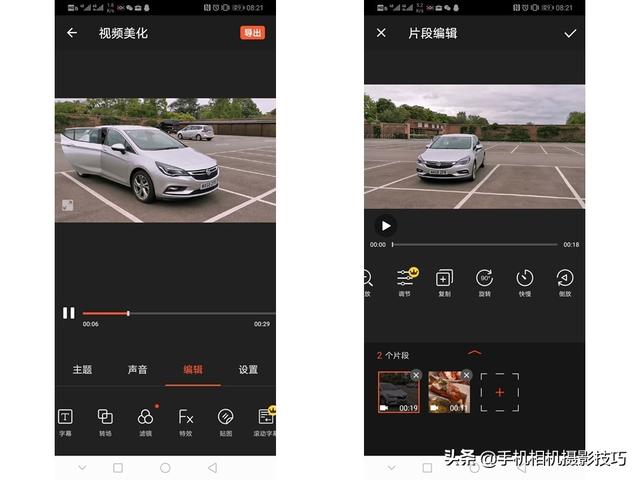 08:21
视频美化
导出
00:06
00:29
主题
声音
编辑
设置
字幕
转场
滤镜
Fx
特效
贴图
滚动字幕
08:21
片段编辑
00:00
00:18
放
调节
复制
90°
旋转
快慢
倒放
2 个片段
00:19
00:11
头条 @手机相机摄影技巧